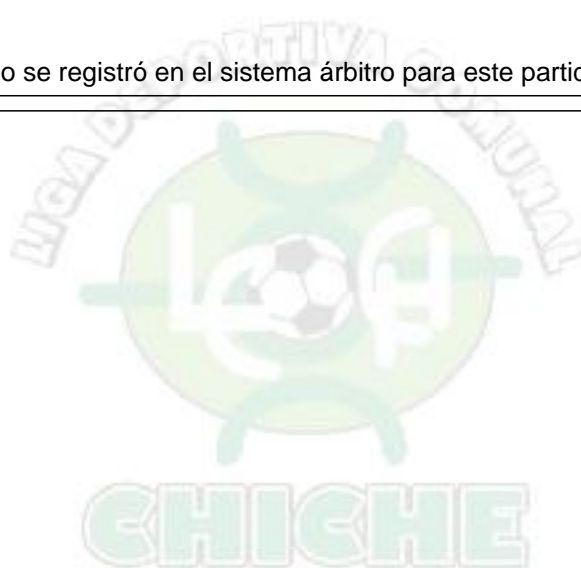 o se registró en el sistema árbitro para este partic
LIGA DEPORTIVA COMUNAL
CHICHE